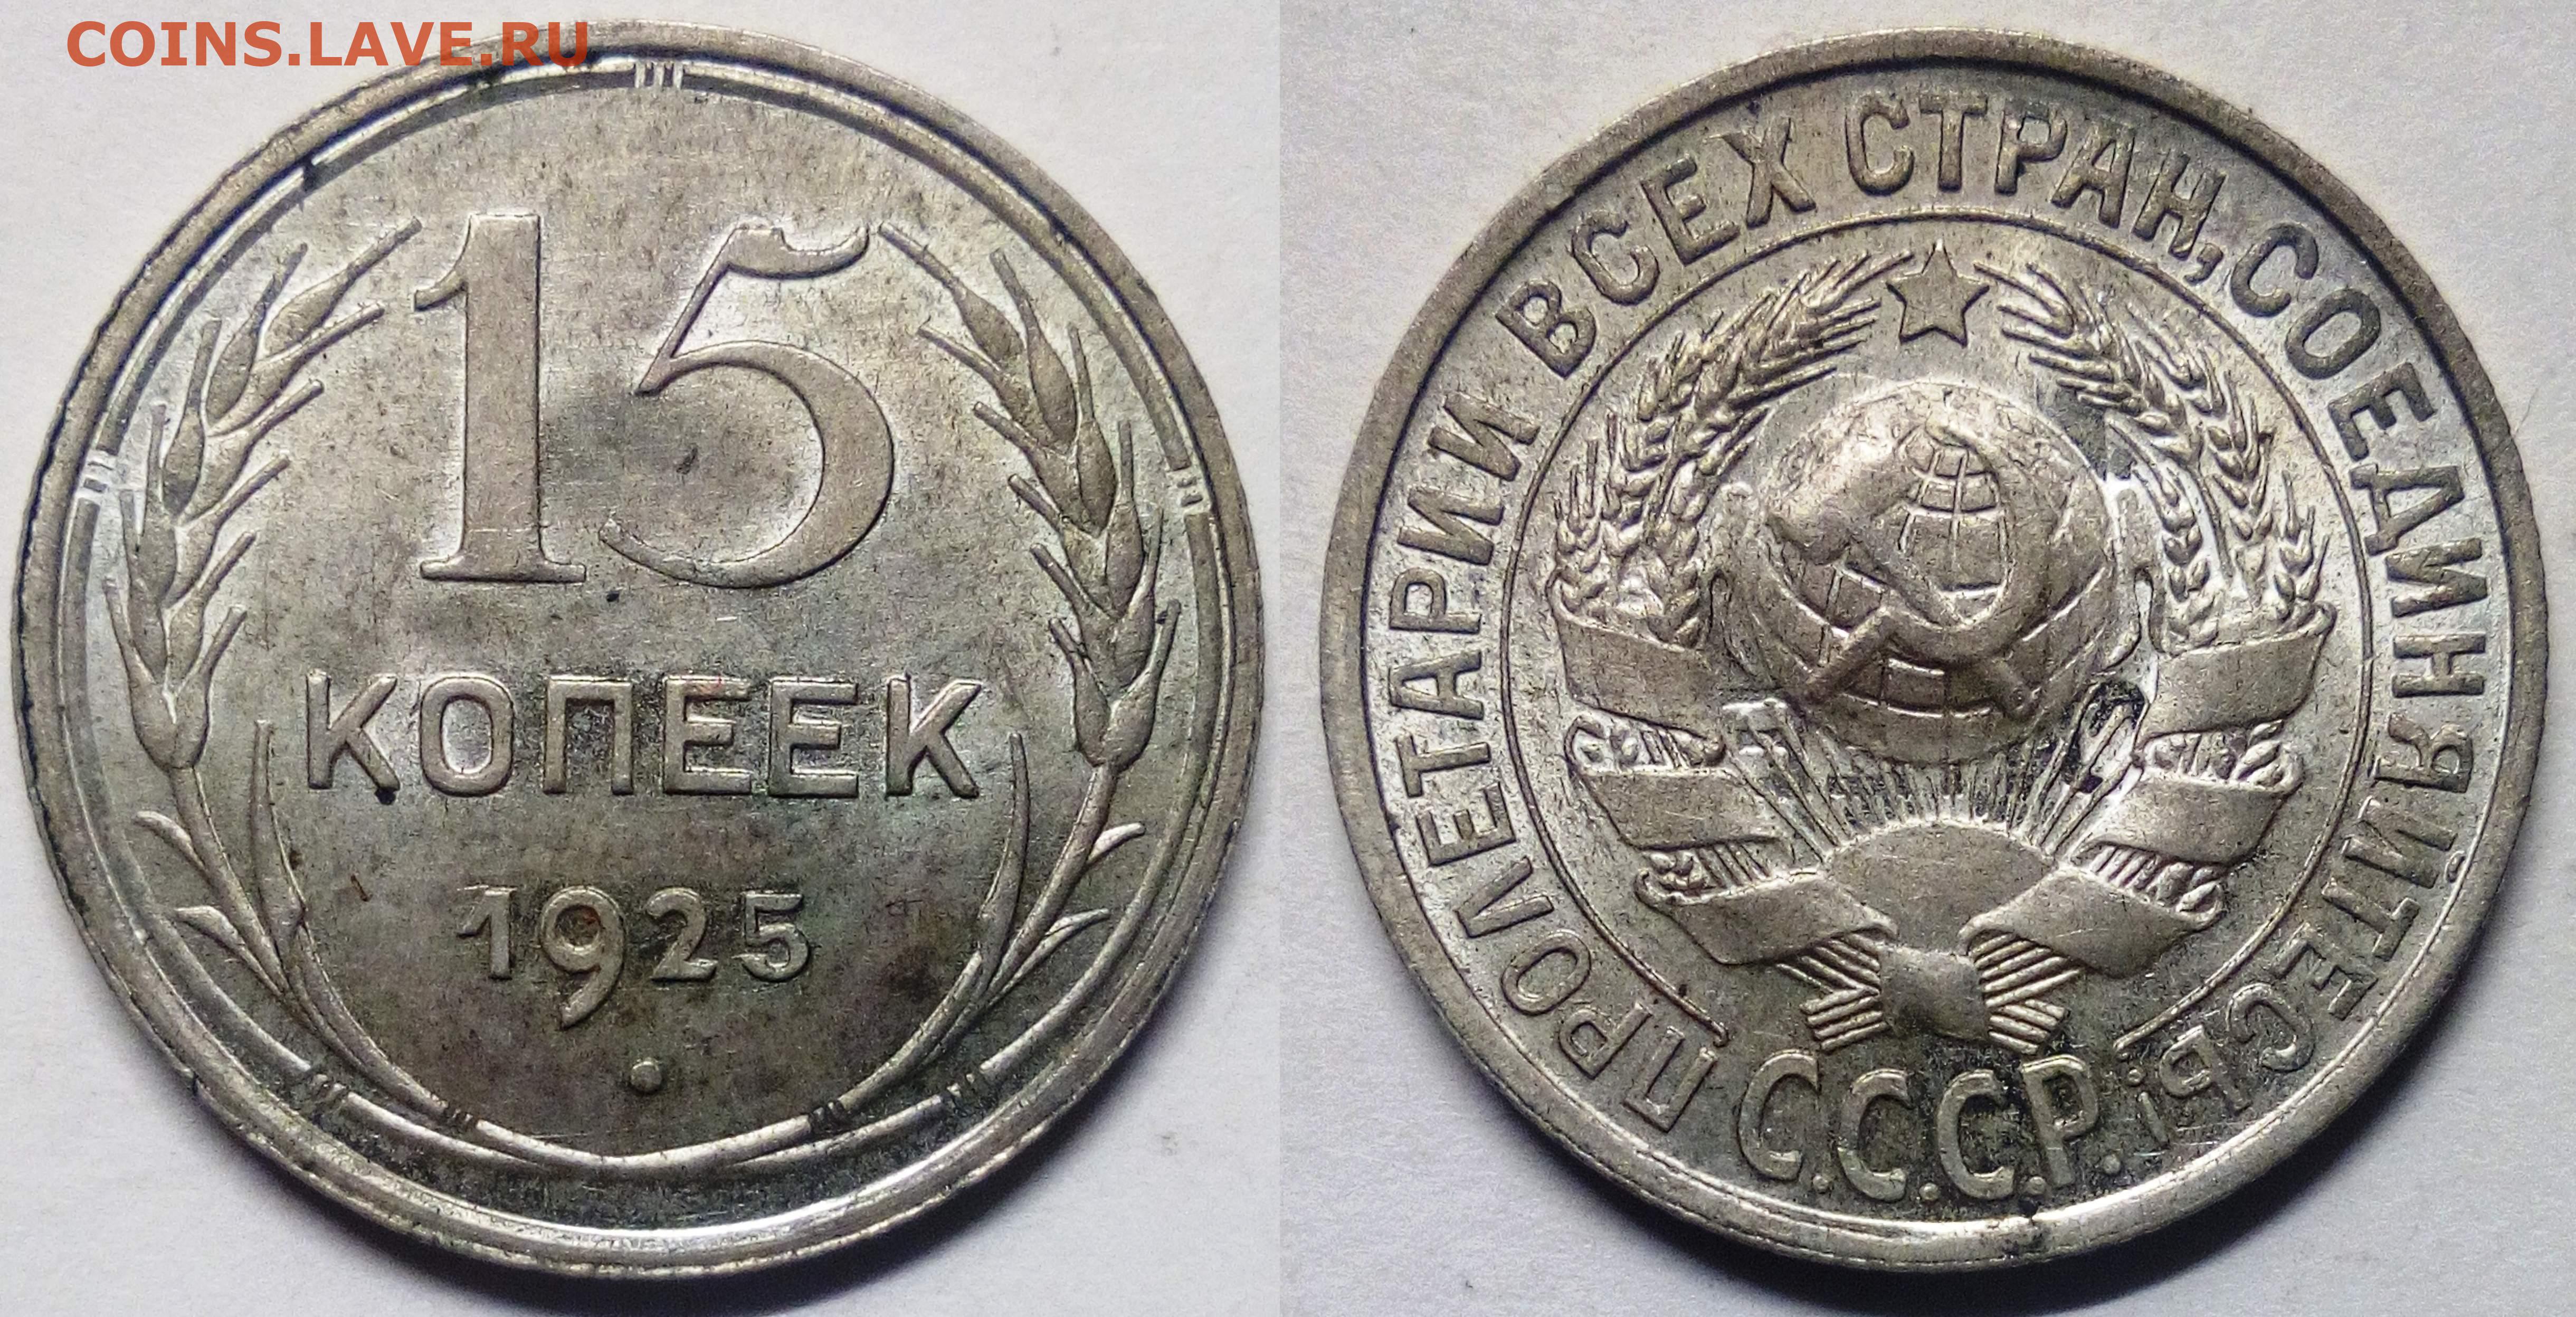 COINS.LAVE.RU
15
КОПЕЕК
1925
ПРОЛЕТАРИИ ВСЕХ СТРАН, СОЕДИНЯЙТЕСЬ!
С.С.С.Р.